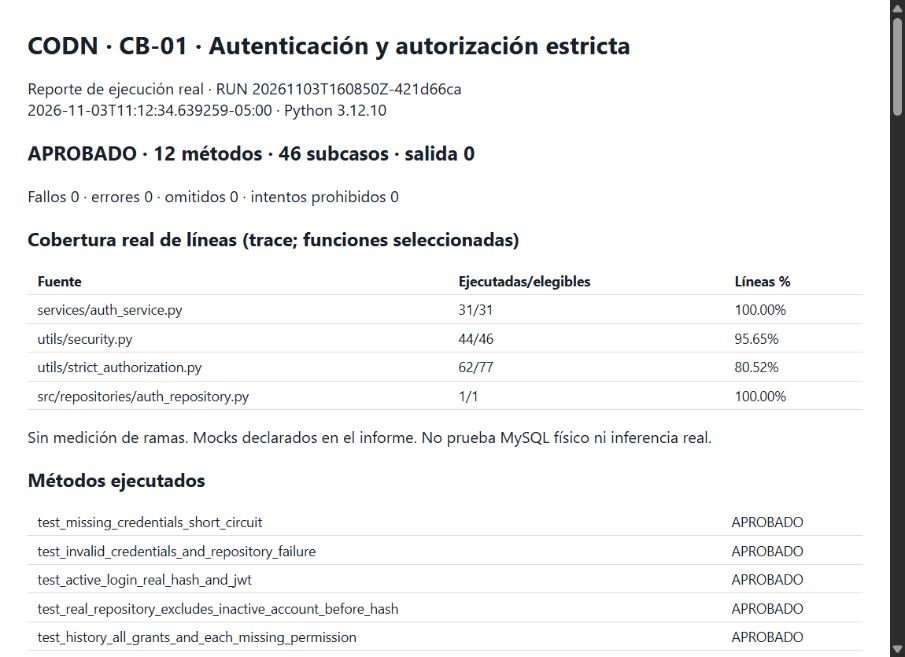 CODN · CB-01 · Autenticación y autorización estricta
Reporte de ejecución real · RUN 20261103T160850Z-421d66ca
2026-11-03T11:12:34.639259-05:00 · Python 3.12.10
APROBADO · 12 métodos · 46 subcasos · salida 0
Fallos 0 · errores 0 · omitidos 0 · intentos prohibidos 0
Cobertura real de líneas (trace; funciones seleccionadas)
Fuente Ejecutadas/elegibles Líneas %
services/auth_service.py 31/31 100.00%
utils/security.py 44/46 95.65%
utils/strict_authorization.py 62/77 80.52%
src/repositories/auth_repository.py 1/1 100.00%
Sin medición de ramas. Mocks declarados en el informe. No prueba MySQL físico ni inferencia real.
Métodos ejecutados
test_missing_credentials_short_circuit APROBADO
test_invalid_credentials_and_repository_failure APROBADO
test_active_login_real_hash_and_jwt APROBADO
test_real_repository_excludes_inactive_account_before_hash APROBADO
test_history_all_grants_and_each_missing_permission APROBADO